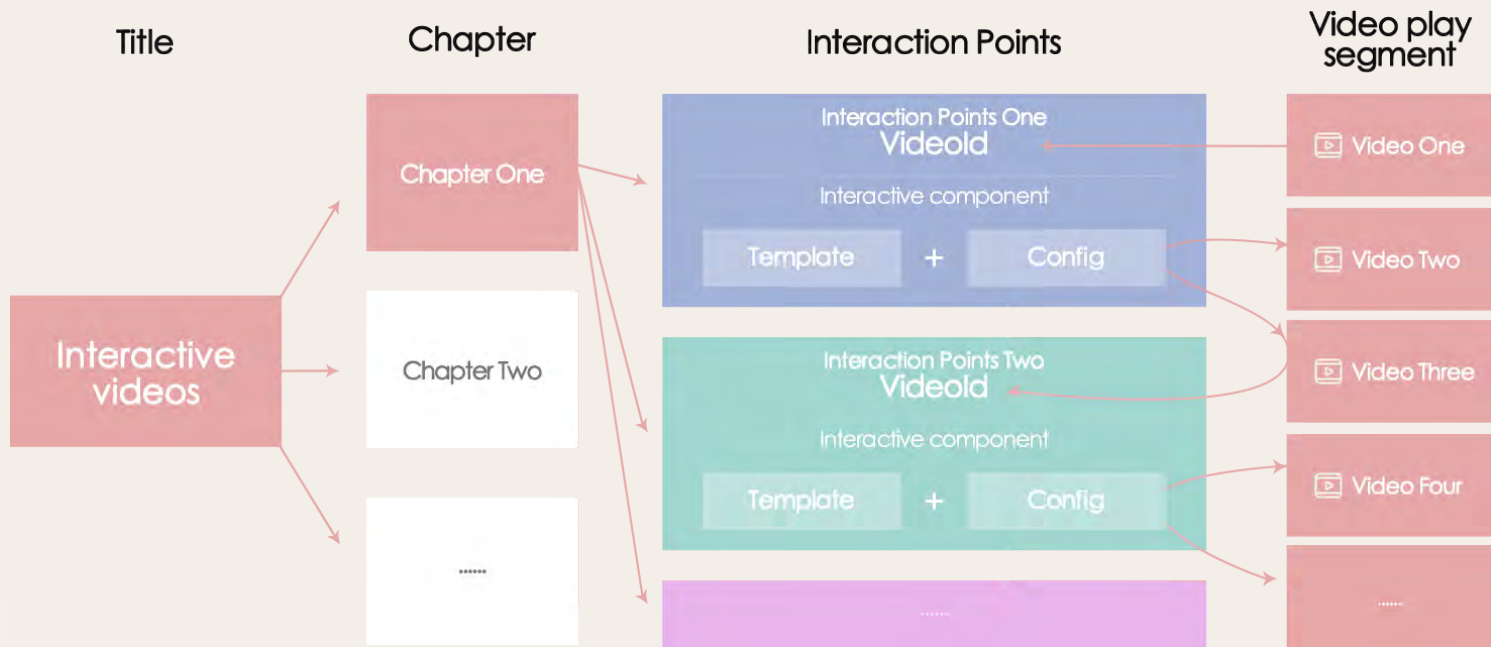 Title
Chapter
Interaction Points
Video play
segment
Interactive
videos
Chapter One
Chapter Two
......
Interaction Points One
VideoId
Interactive component
Template + Config
Interaction Points Two
VideoId
Interactive component
Template + Config
......
Video One
Video Two
Video Three
Video Four
......